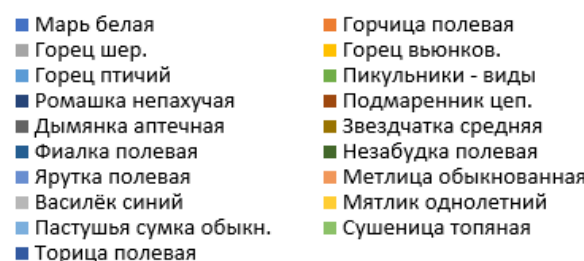 Марь белая
Горчица полевая
Горец шер.
Горец вьюнков.
Горец птичий
Пикульники - виды
Ромашка непахучая
Подмаренник цеп.
Дымянка аптечная
Звездчатка средняя
Фиалка полевая
Незабудка полевая
Ярутка полевая
Метлица обыкнованная
Василёк синий
Мятлик однолетний
Пастушья сумка обыкн.
Сушеница топяная
Торица полевая